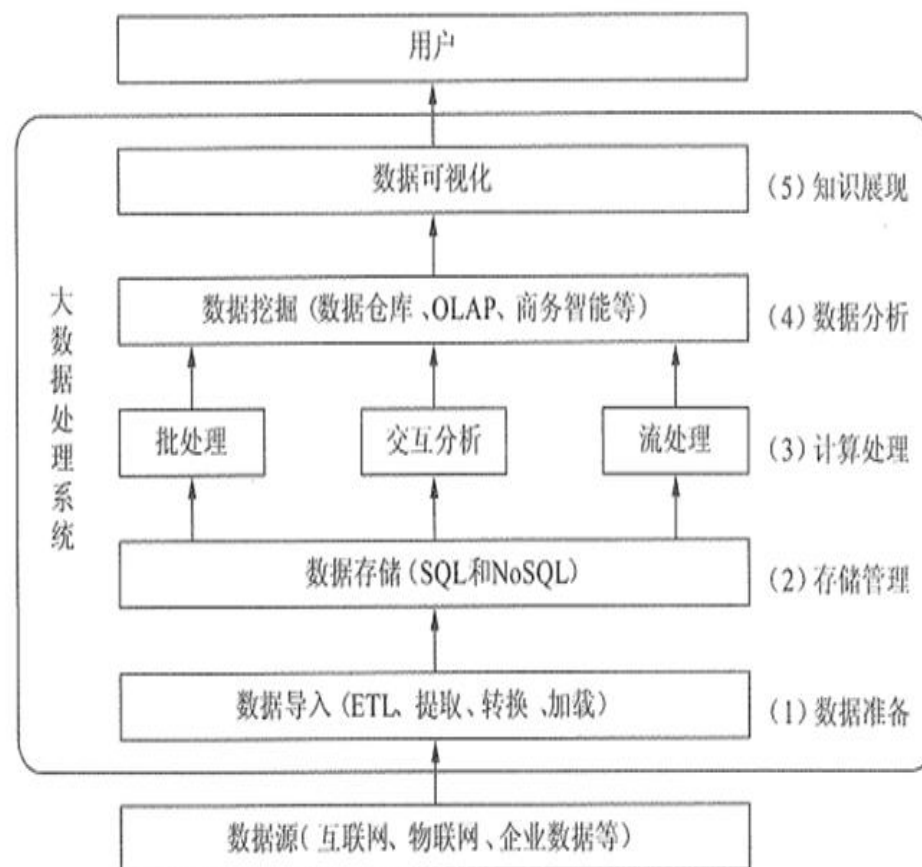 用户
数据可视化
(5)知识展现
数据挖掘(数据仓库、OLAP、商务智能等)
(4)数据分析
大数据处理系统
批处理
交互分析
流处理
(3)计算处理
数据存储(SQL和NoSQL)
(2)存储管理
数据导入(ETL、提取、转换、加载)
(1)数据准备
数据源(互联网、物联网、企业数据等)